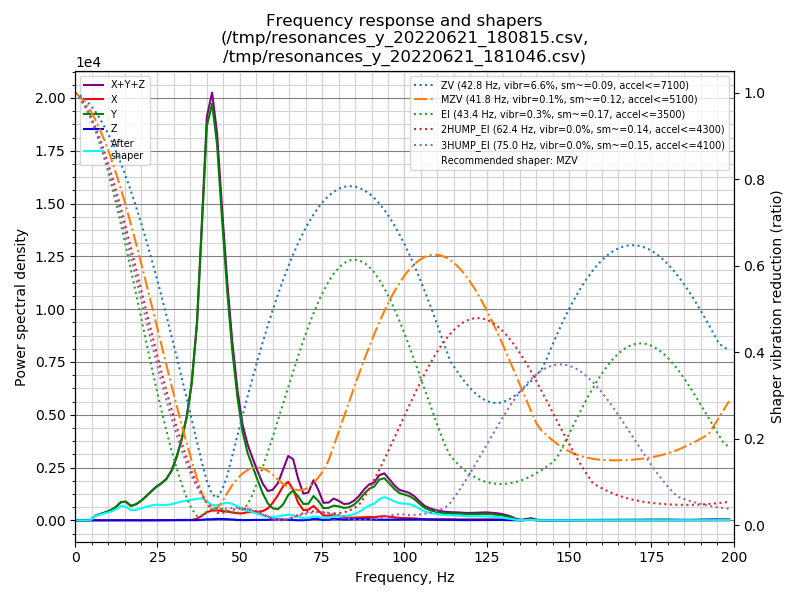 Frequency response and shapers
(/tmp/resonances_y_20220621_180815.csv,
/tmp/resonances_y_20220621_181046.csv)
1e4
X+Y+Z
X
Y
Z
After
shaper
ZV (42.8 Hz, vibr=6.6%, sm~=0.09, accel<=7100)
MZV (41.8 Hz, vibr=0.1%, sm~=0.12, accel<=5100)
EI (43.4 Hz, vibr=0.3%, sm~=0.17, accel<=3500)
2HUMP_EI (62.4 Hz, vibr=0.0%, sm~=0.14, accel<=4300)
3HUMP_EI (75.0 Hz, vibr=0.0%, sm~=0.15, accel<=4100)
Recommended shaper: MZV
2.00
1.75
1.50
1.25
1.00
0.75
0.50
0.25
0.00
Power spectral density
1.0
0.8
0.6
0.4
0.2
0.0
Shaper vibration reduction (ratio)
0 25 50 75 100 125 150 175 200
Frequency, Hz